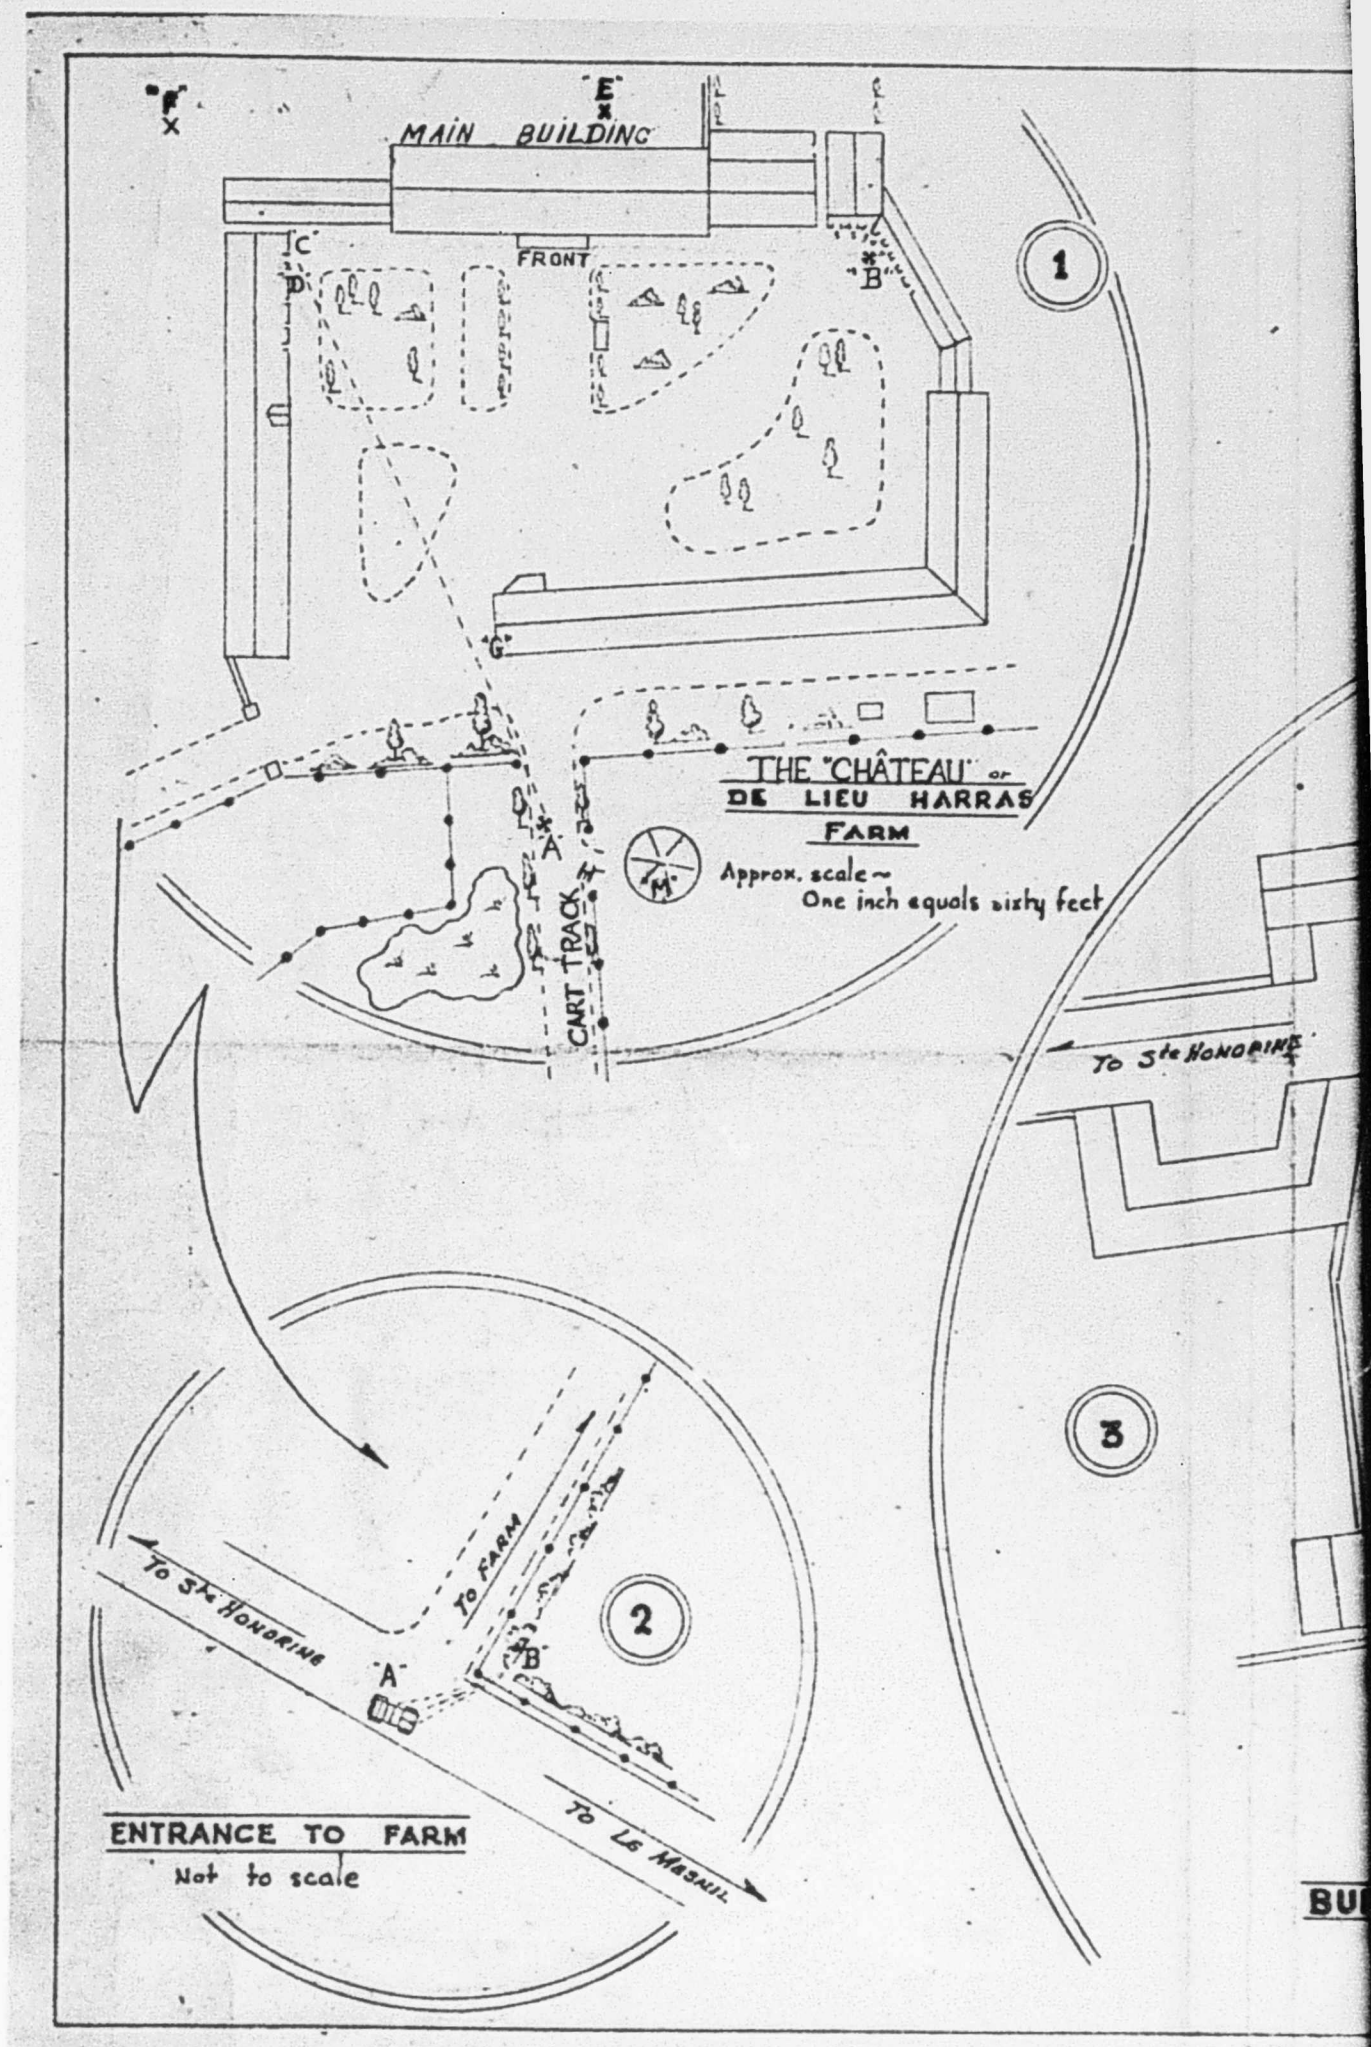 "F"
x
"E"
x
MAIN BUILDING
"C"
"D"
FRONT
x
"B"
1
"G"
THE "CHÂTEAU" or
DE LIEU HARRAS
FARM
x
"A"
"M"
Approx. scale~
One inch equals sixty feet
CART TRACK
To Ste HONORINE
3
TO FARM
To Ste HONORINE
2
"A"
"B"
To LE MESNIL
ENTRANCE TO FARM
Not to scale